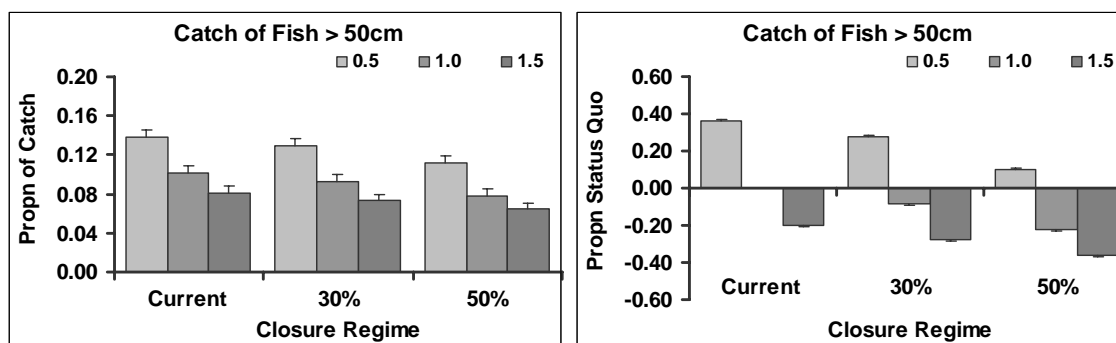 Catch of Fish > 50cm
0.5 1.0 1.5
Propn of Catch
0.20
0.16
0.12
0.08
0.04
0.00
Current 30% 50%
Closure Regime
Catch of Fish > 50cm
0.5 1.0 1.5
Propn Status Quo
0.60
0.40
0.20
0.00
-0.20
-0.40
-0.60
Current 30% 50%
Closure Regime